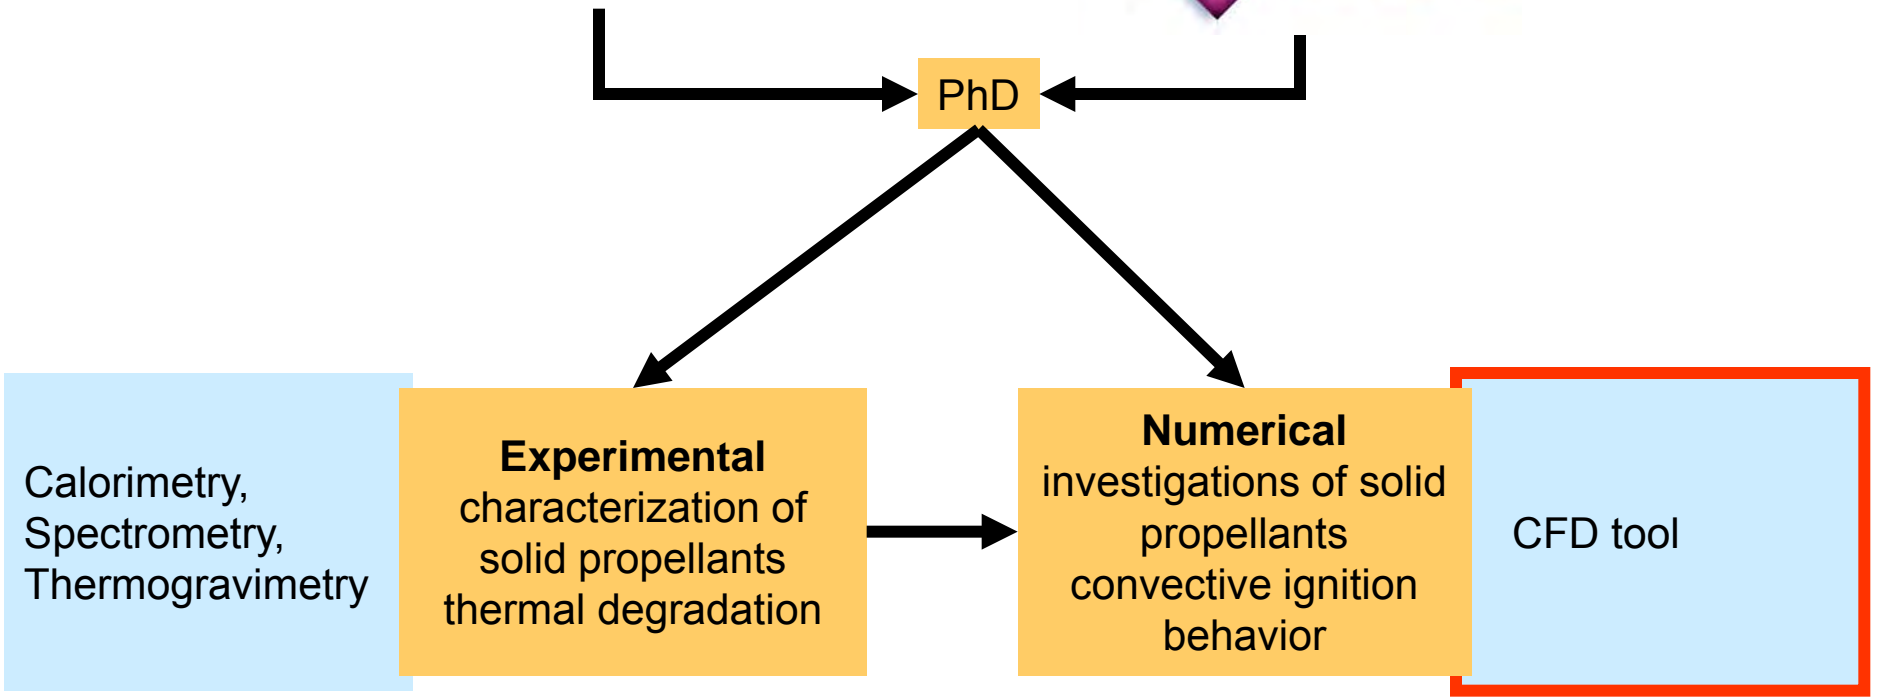 PhD
Calorimetry,
Spectrometry,
Thermogravimetry
Experimental
characterization of
solid propellants
thermal degradation
Numerical
investigations of solid
propellants
convective ignition
behavior
CFD tool